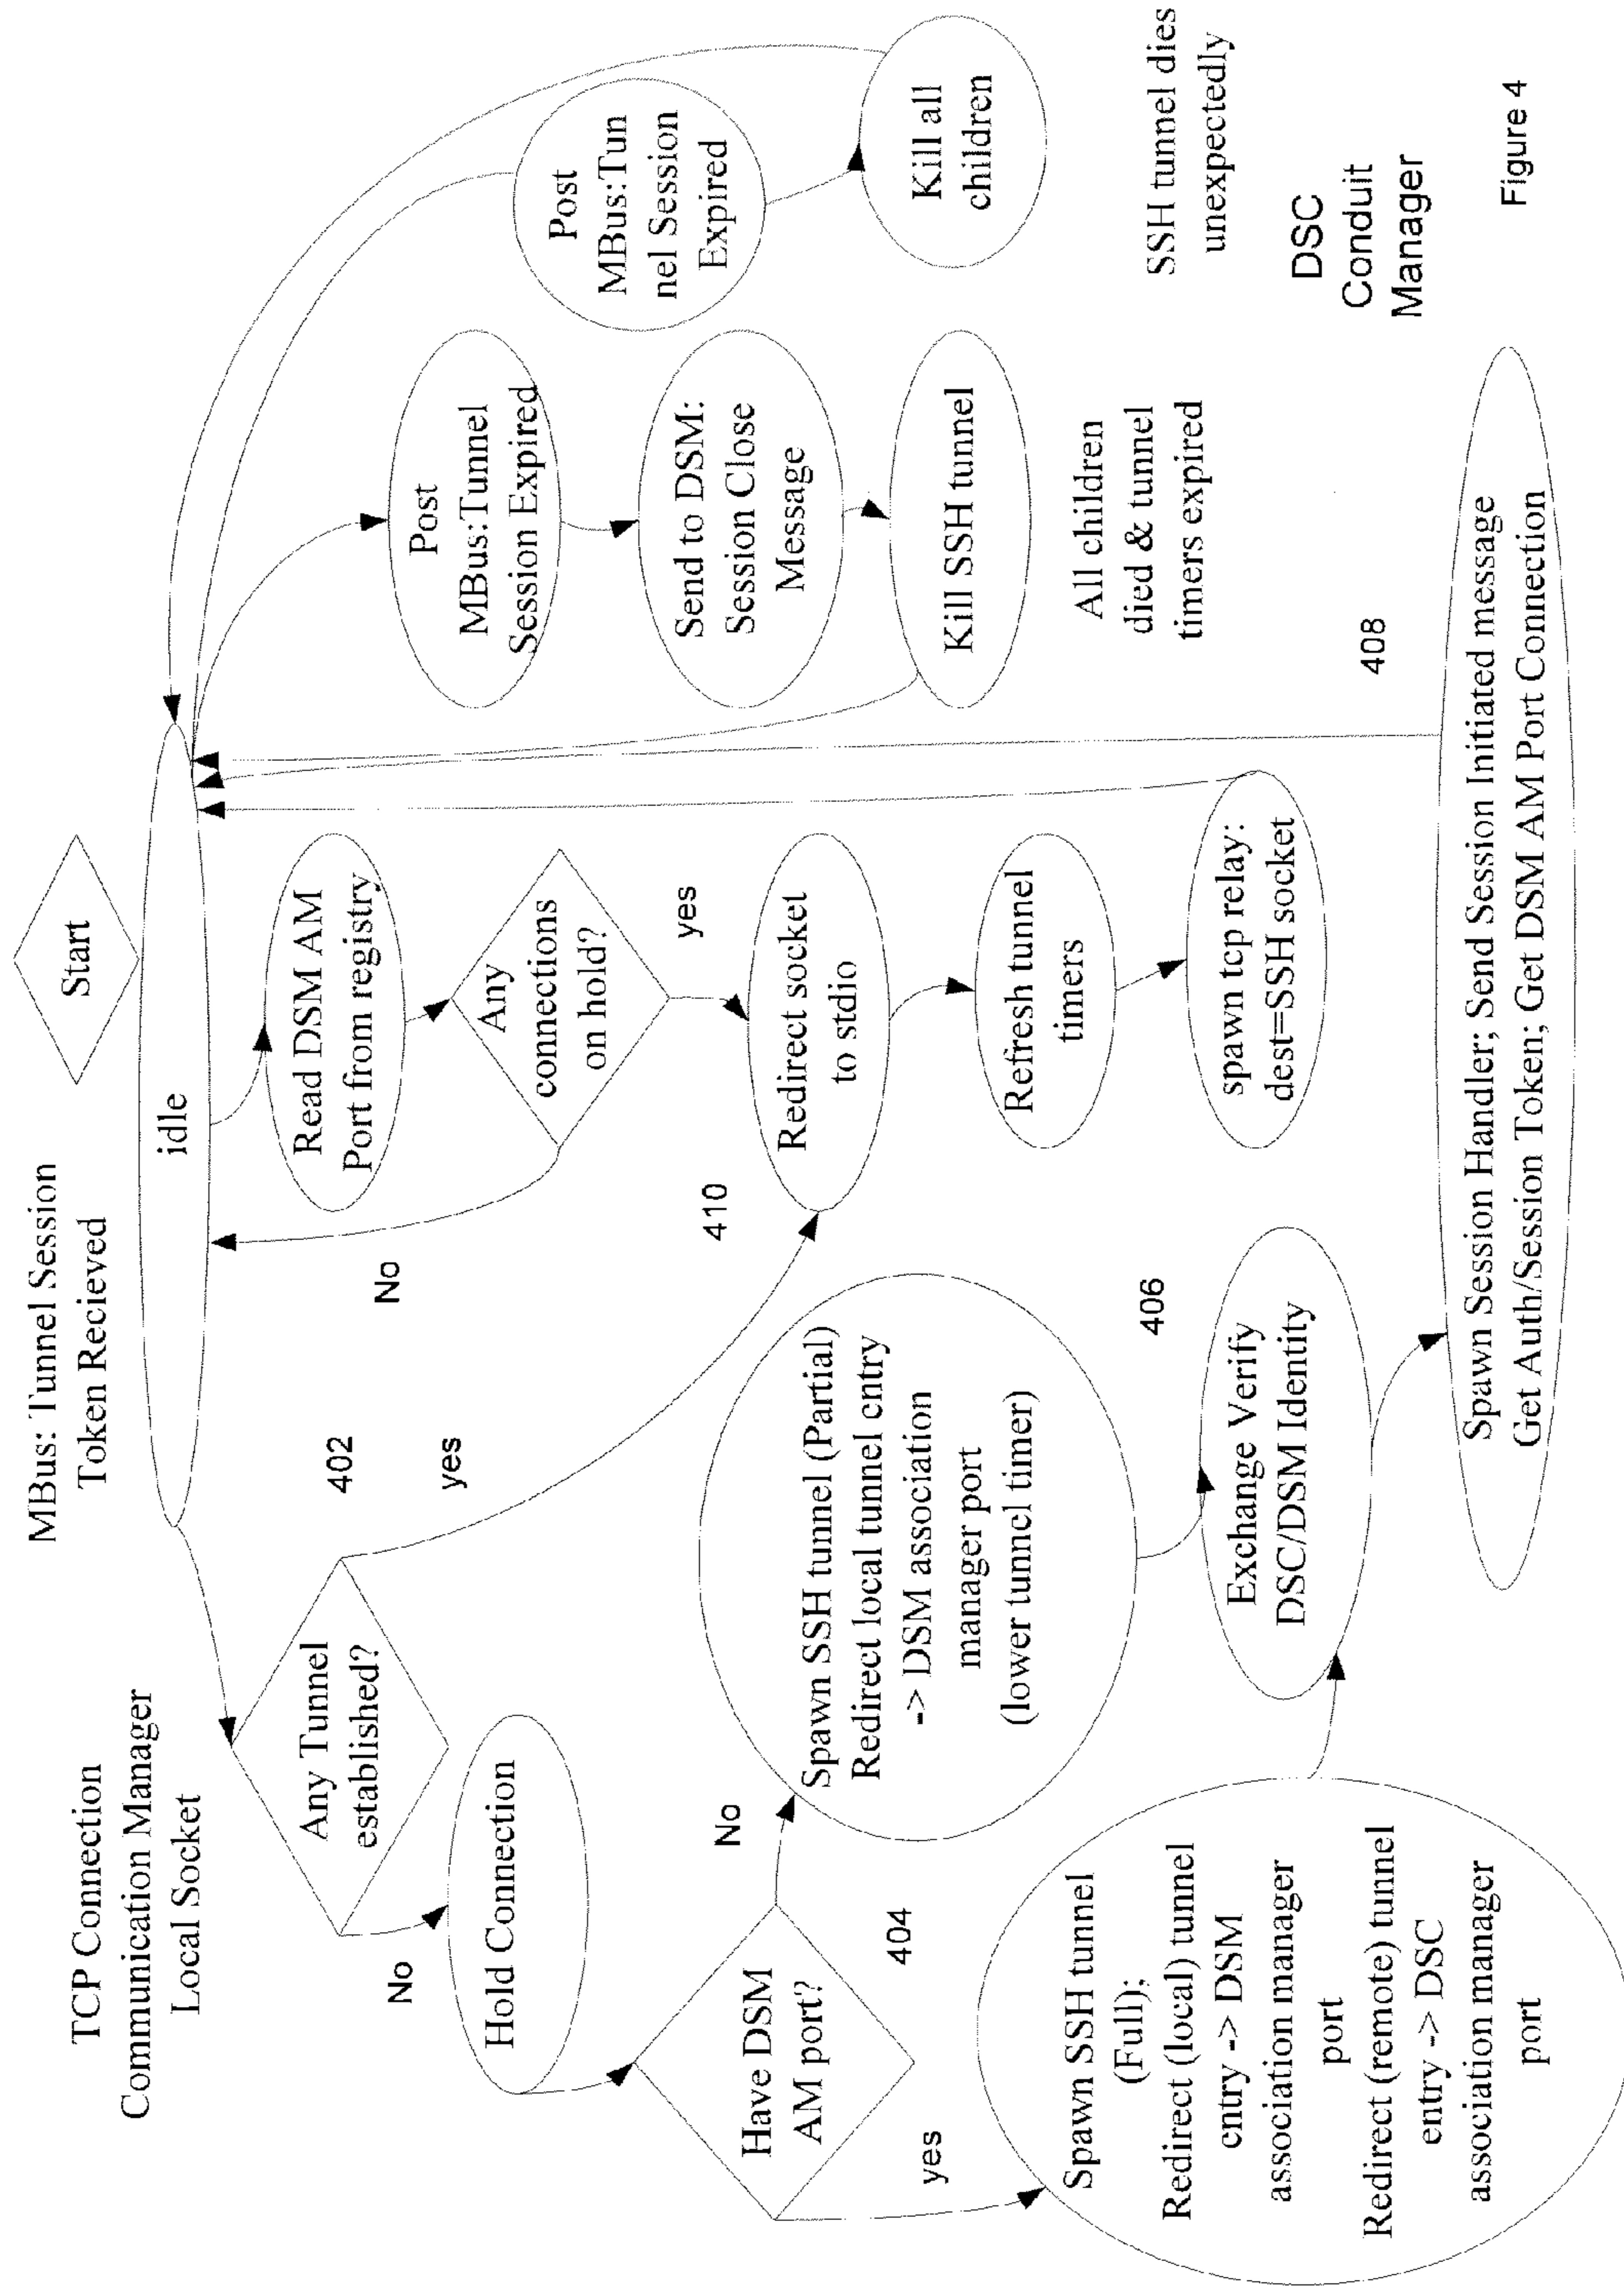 Start
MBus: Tunnel Session
Token Recieved
TCP Connection
Communication Manager
Local Socket
idle
Any Tunnel
established?
402
yes
No
Hold Connection
Have DSM
AM port?
404
No
yes
Spawn SSH tunnel
(Full);
Redirect (local) tunnel
entry -> DSM
association manager
port
Redirect (remote) tunnel
entry -> DSC
association manager
port
Spawn SSH tunnel (Partial)
Redirect local tunnel entry
-> DSM association
manager port
(lower tunnel timer)
406
Exchange Verify
DSC/DSM Identity
Spawn Session Handler; Send Session Initiated message
Get Auth/Session Token; Get DSM AM Port Connection
408
Read DSM AM
Port from registry
Any
connections
on hold?
No
yes
410
Redirect socket
to stdio
Refresh tunnel
timers
spawn tcp relay:
dest=SSH socket
Post
MBus:Tunnel
Session Expired
Send to DSM:
Session Close
Message
Kill SSH tunnel
All children
died & tunnel
timers expired
Post
MBus:Tun
nel Session
Expired
Kill all
children
SSH tunnel dies
unexpectedly
DSC
Conduit
Manager
Figure 4